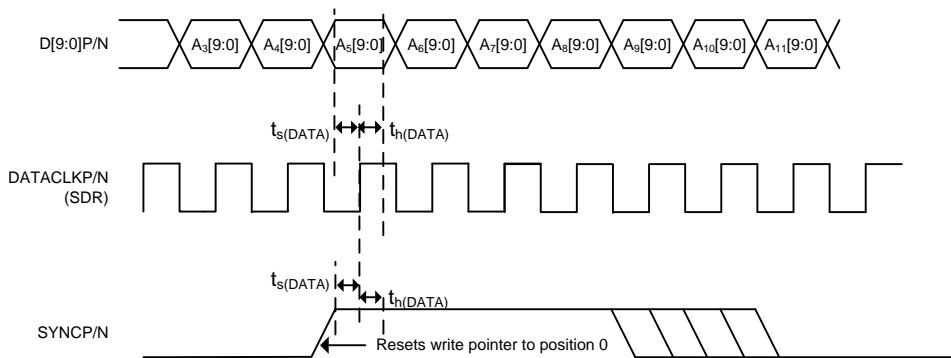 D[9:0]P/N
A3[9:0] A4[9:0] A5[9:0] A6[9:0] A7[9:0] A8[9:0] A9[9:0] A10[9:0] A11[9:0]
ts(DATA) th(DATA)
DATACLKP/N
(SDR)
ts(DATA) th(DATA)
SYNCP/N
Resets write pointer to position 0